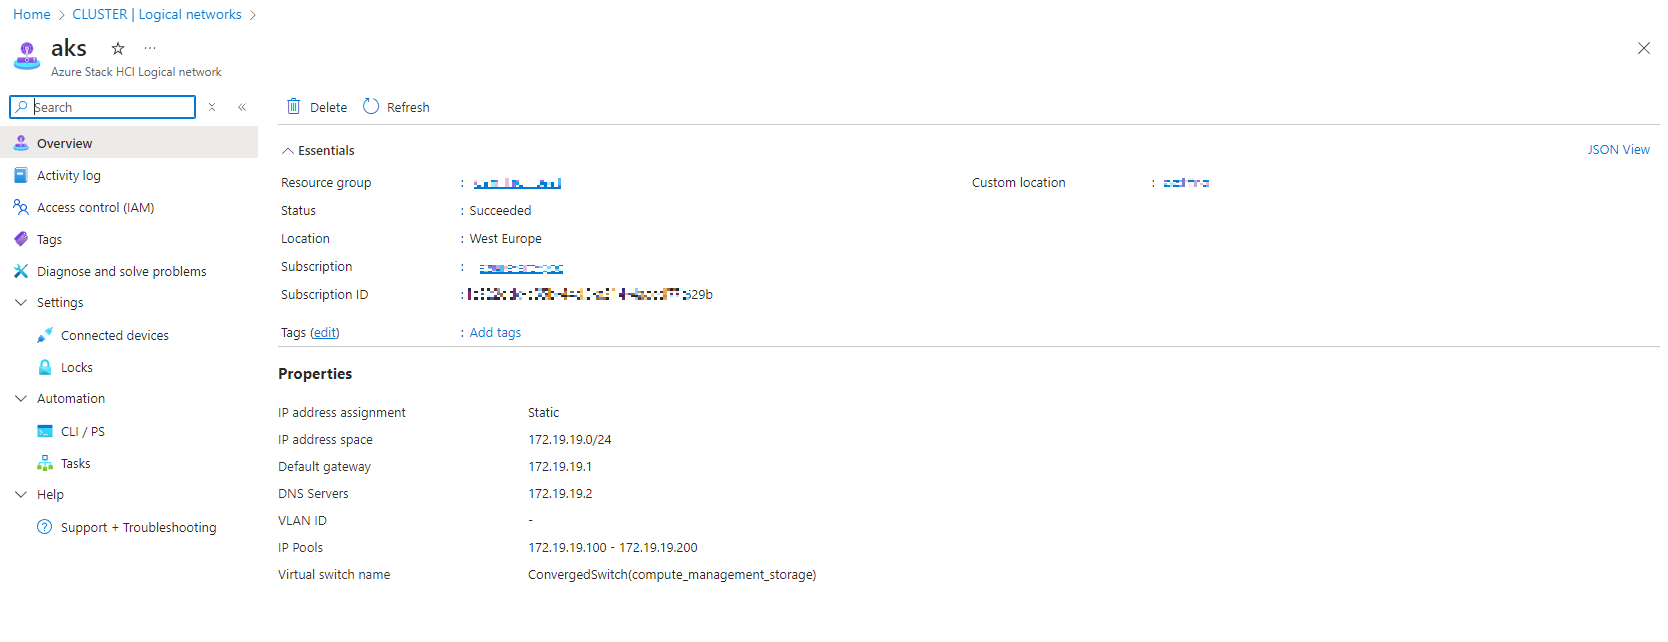 Home > CLUSTER | Logical networks >
aks
Azure Stack HCI Logical network
Search
Delete
Refresh
Overview
Activity log
Access control (IAM)
Tags
Diagnose and solve problems
Settings
Connected devices
Locks
Automation
CLI / PS
Tasks
Help
Support + Troubleshooting
Essentials
JSON View
Resource group :
Custom location :
Status : Succeeded
Location : West Europe
Subscription :
Subscription ID : 529b
Tags (edit) : Add tags
Properties
IP address assignment Static
IP address space 172.19.19.0/24
Default gateway 172.19.19.1
DNS Servers 172.19.19.2
VLAN ID -
IP Pools 172.19.19.100 - 172.19.19.200
Virtual switch name ConvergedSwitch(compute_management_storage)